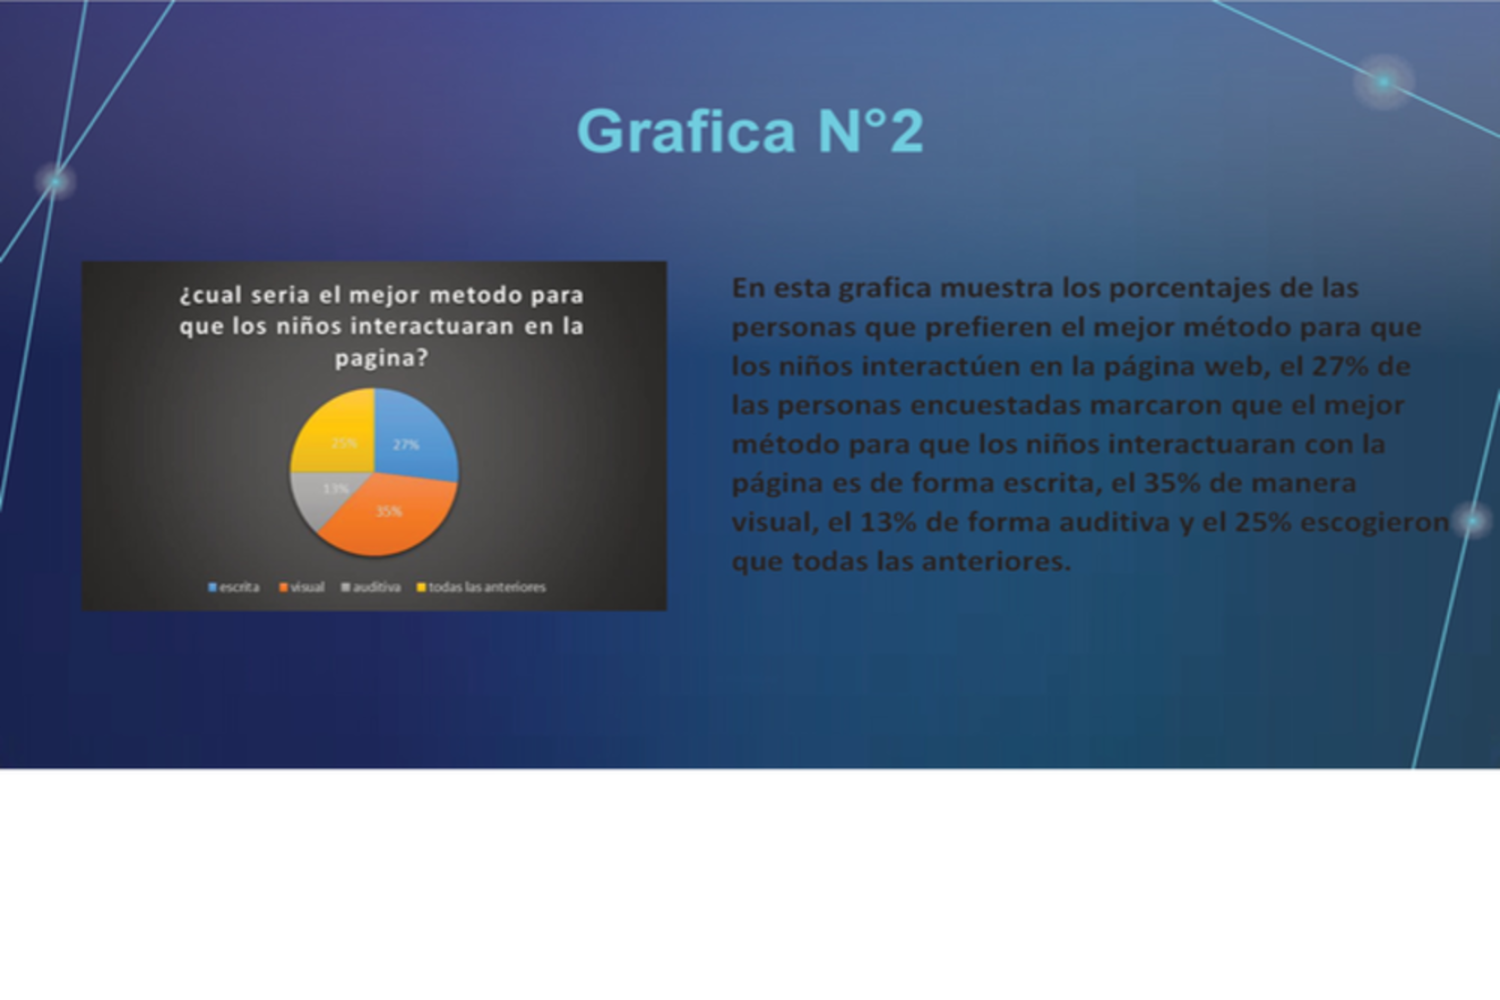 Grafica N°2
¿cual seria el mejor metodo para
que los niños interactuaran en la
pagina?
25%
27%
13%
35%
escrita visual auditiva todas las anteriores
En esta grafica muestra los porcentajes de las
personas que prefieren el mejor método para que
los niños interactúen en la página web, el 27% de
las personas encuestadas marcaron que el mejor
método para que los niños interactuaran con la
página es de forma escrita, el 35% de manera
visual, el 13% de forma auditiva y el 25% escogieron
que todas las anteriores.